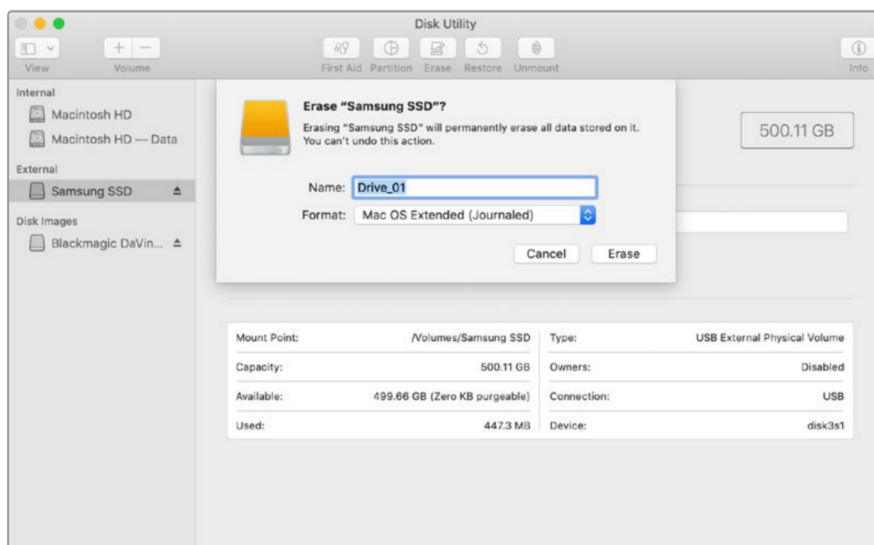 Disk Utility
View
Volume
First Aid Partition Erase Restore Unmount
Info
Internal
Macintosh HD
Macintosh HD — Data
External
Samsung SSD
Disk Images
Blackmagic DaVin...
Erase “Samsung SSD”?
Erasing “Samsung SSD” will permanently erase all data stored on it.
You can’t undo this action.
Name: Drive_01
Format: Mac OS Extended (Journaled)
Cancel Erase
500.11 GB
Mount Point: /Volumes/Samsung SSD
Capacity: 500.11 GB
Available: 499.66 GB (Zero KB purgeable)
Used: 447.3 MB
Type: USB External Physical Volume
Owners: Disabled
Connection: USB
Device: disk3s1